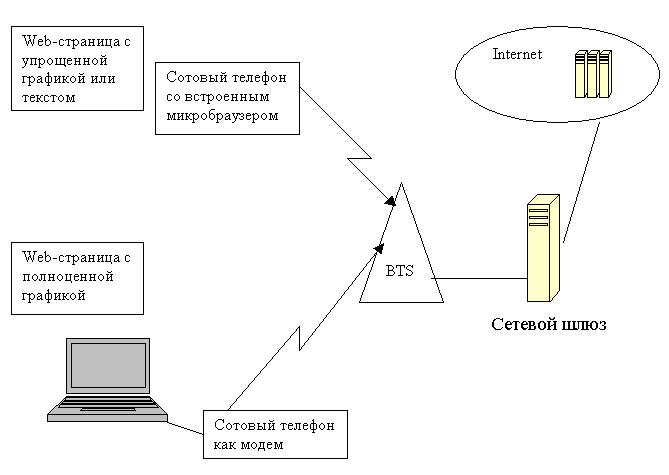 Web-страница с
упрощенной
графикой или
текстом
Сотовый телефон
со встроенным
микробраузером
Internet
Web-страница с
полноценной
графикой
BTS
Сетевой шлюз
Сотовый телефон
как модем